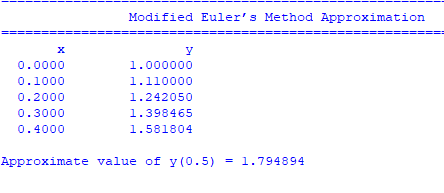 Modified Euler's Method Approximation
x y
0.0000 1.000000
0.1000 1.110000
0.2000 1.242050
0.3000 1.398465
0.4000 1.581804
Approximate value of y(0.5) = 1.794894